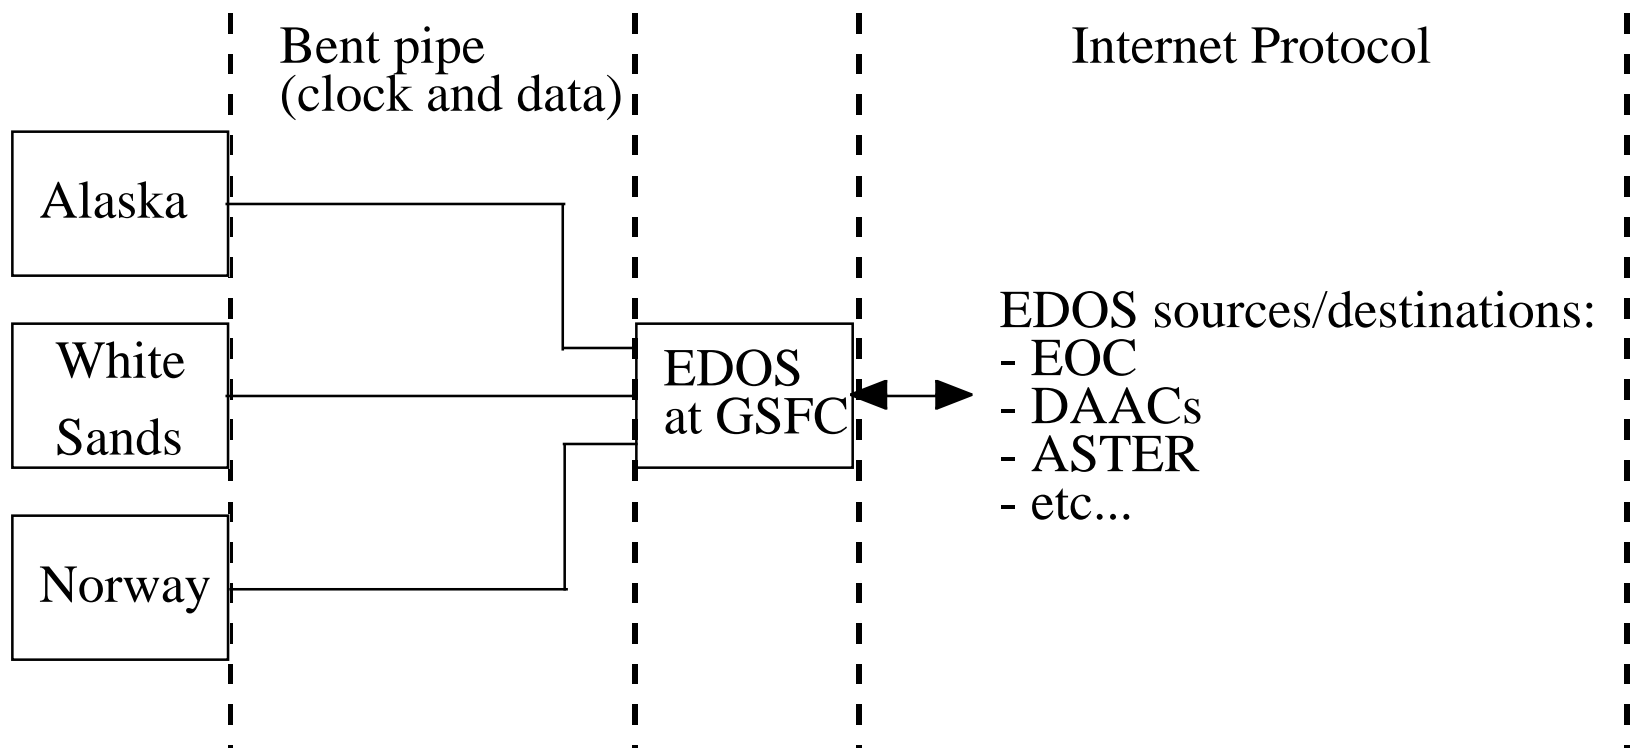 Bent pipe
(clock and data)
Internet Protocol
Alaska
White
Sands
Norway
EDOS
at GSFC
EDOS sources/destinations:
- EOC
- DAACs
- ASTER
- etc...